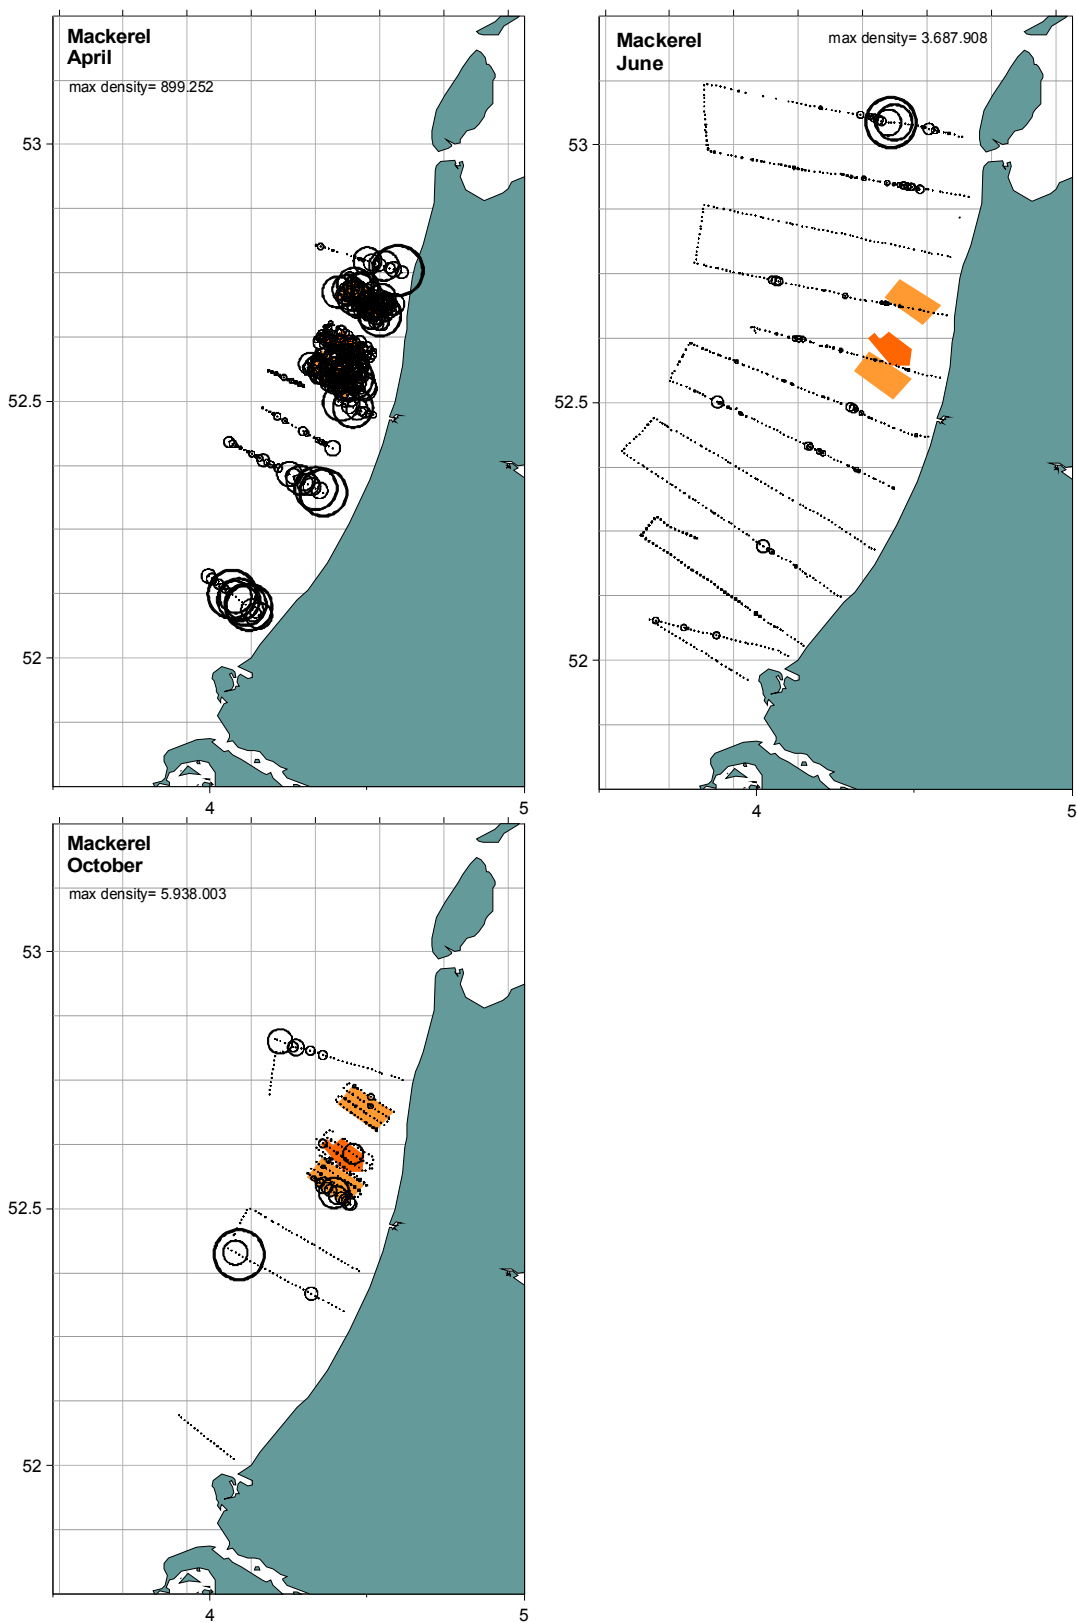 Mackerel
April
max density= 899.252
53
52.5
52
4
5
Mackerel
June
max density= 3.687.908
53
52.5
52
4
5
Mackerel
October
max density= 5.938.003
53
52.5
52
4
5